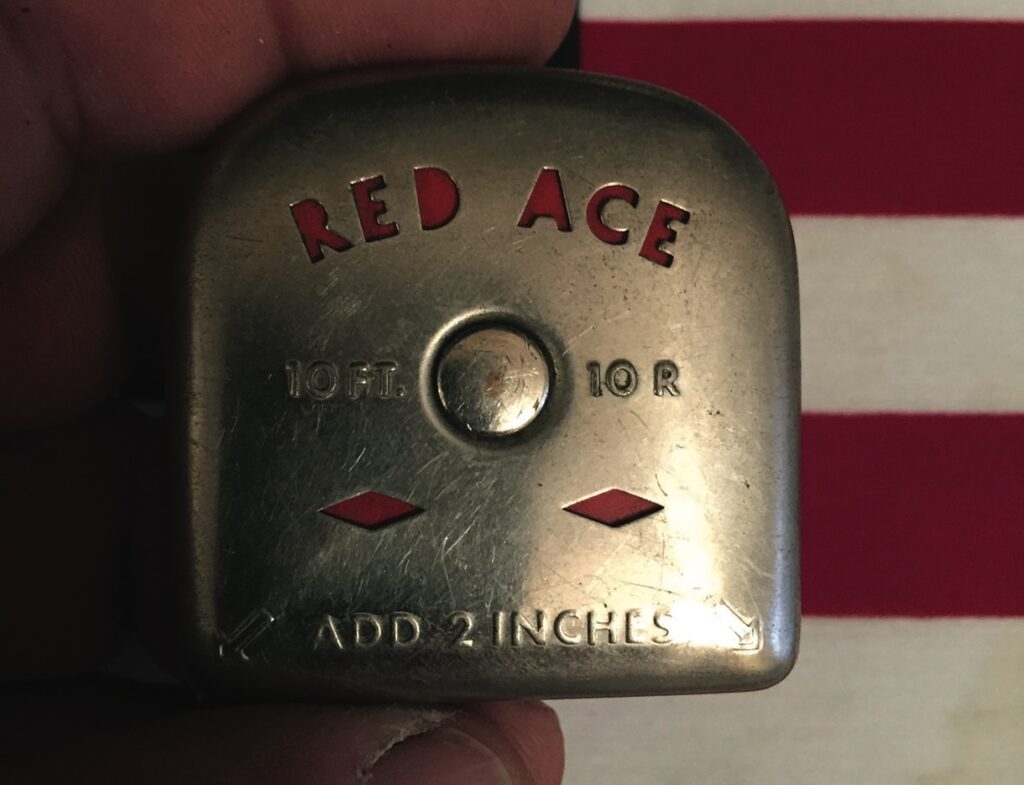 RED ACE
10 FT. 10 R
ADD 2 INCHES